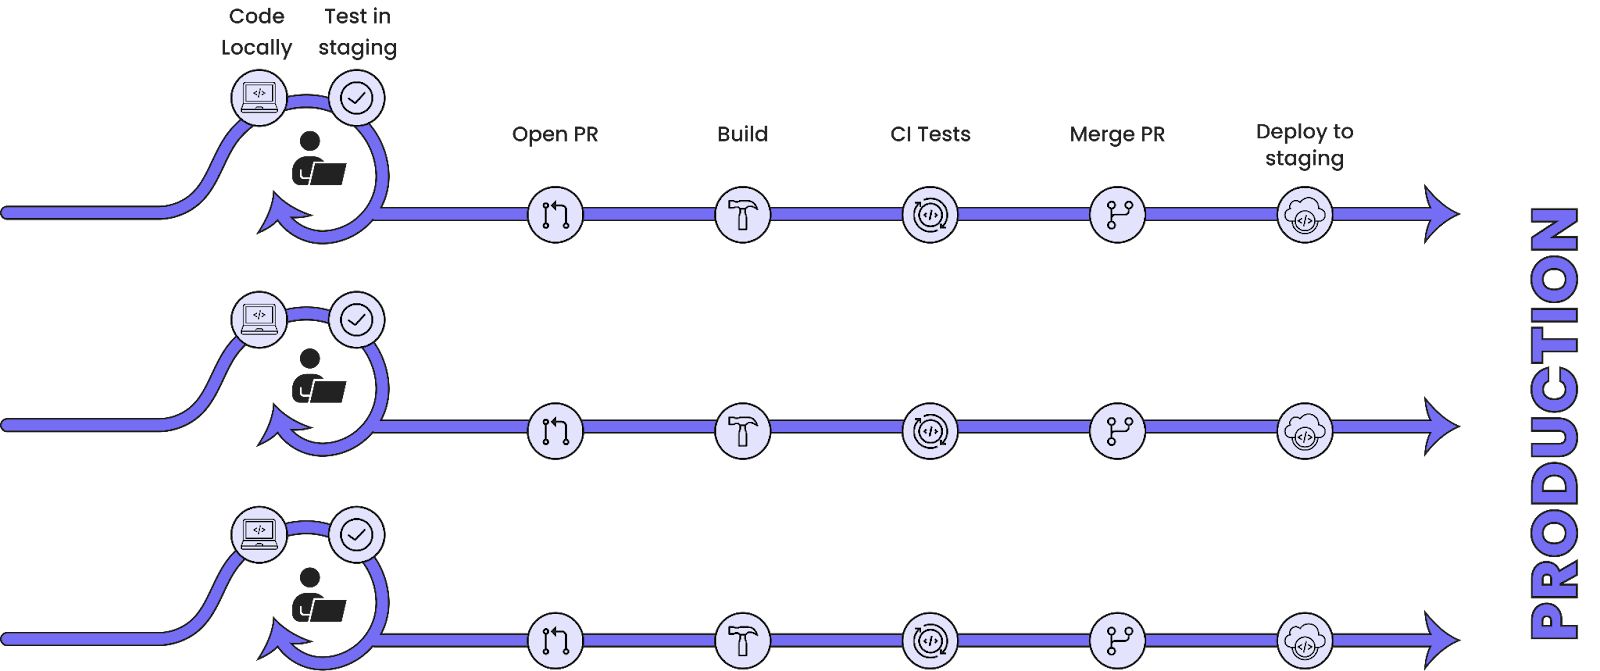 Code
Locally
Test in
staging
Open PR
Build
CI Tests
Merge PR
Deploy to
staging
PRODUCTION